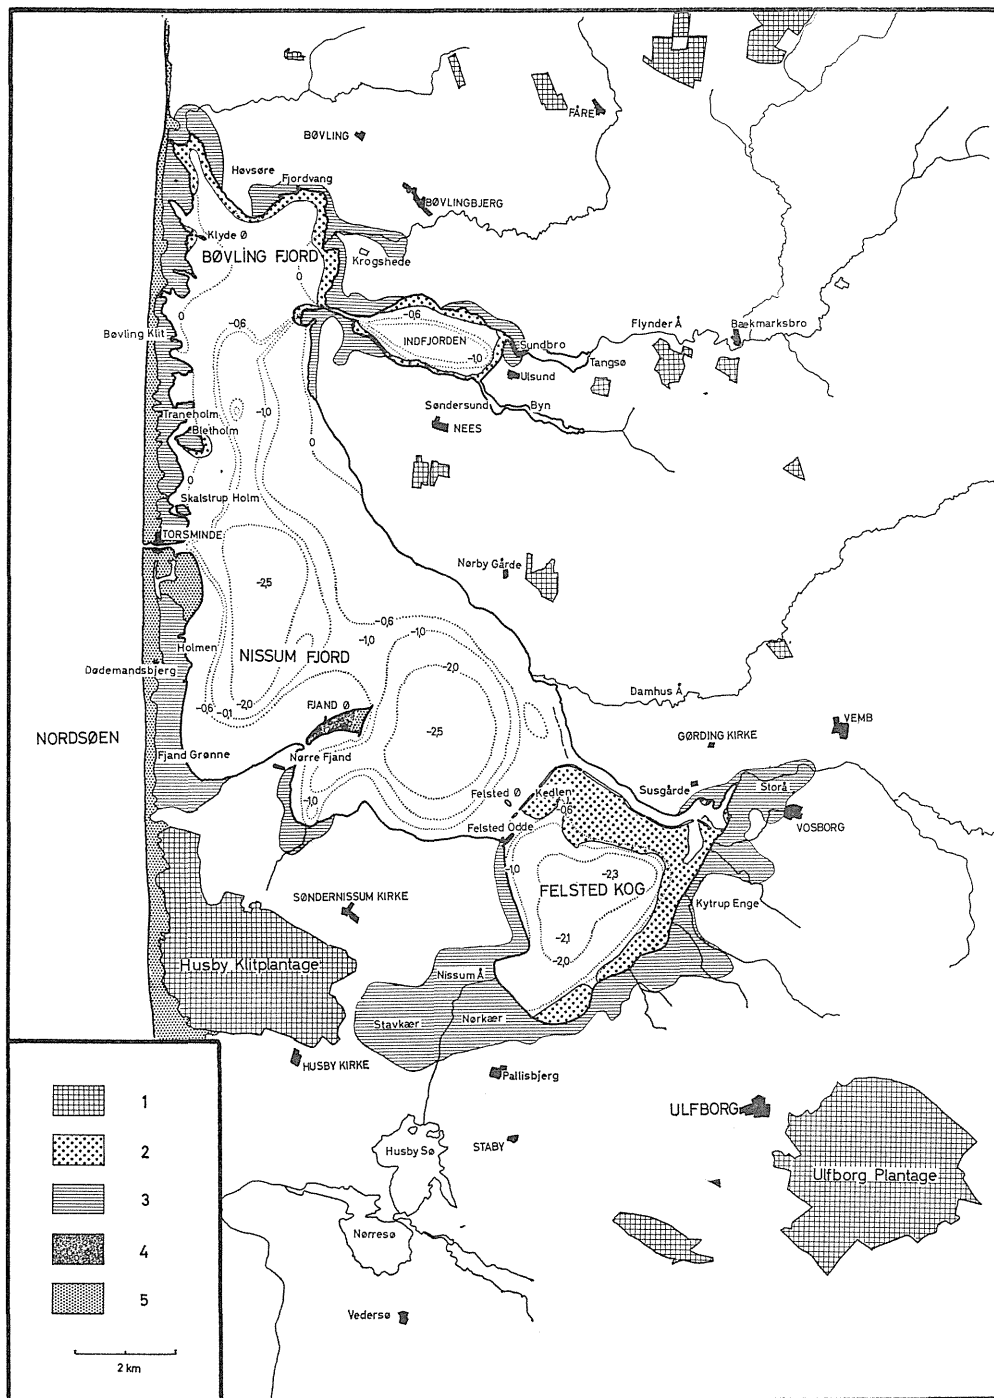 FÅRE
BØVLING
Høvsøre
Fjordvang
BØVLINGBJERG
Klyde Ø
BØVLING FJORD
Krogshede
0
0
-0,6
-0,6
Flynder Å
Bækmarksbro
Bøvling Klit
INDFJORDEN
-1,0
Sundbro
Tangsø
Ulsund
Søndersund
Byn
NEES
Traneholm
-1,0
Bletholm
0
0
Skalstrup Holm
TORSMINDE
-2,5
Nørby Gårde
-0,6
-1,0
-1,0
Holmen
NISSUM FJORD
Dødemandsbjerg
-2,0
Damhus Å
-0,6
-0,1
-2,0
FJAND Ø
-2,5
VEMB
NORDSØEN
GØRDING KIRKE
Fjand Grønne
Nørre Fjand
Susgårde
Storå
Felsted Ø
Kedlen
-1,0
-0,6
VOSBORG
Felsted Odde
-1,0
-2,3
FELSTED KOG
SØNDERNISSUM KIRKE
Kytrup Enge
-2,1
Husby Klitplantage
-2,0
Nissum Å
Nørkær
Stavkær
HUSBY KIRKE
Pallisbjerg
ULFBORG
STABY
Husby Sø
Ulfborg Plantage
Nørresø
Vedersø
1
2
3
4
5
2 km